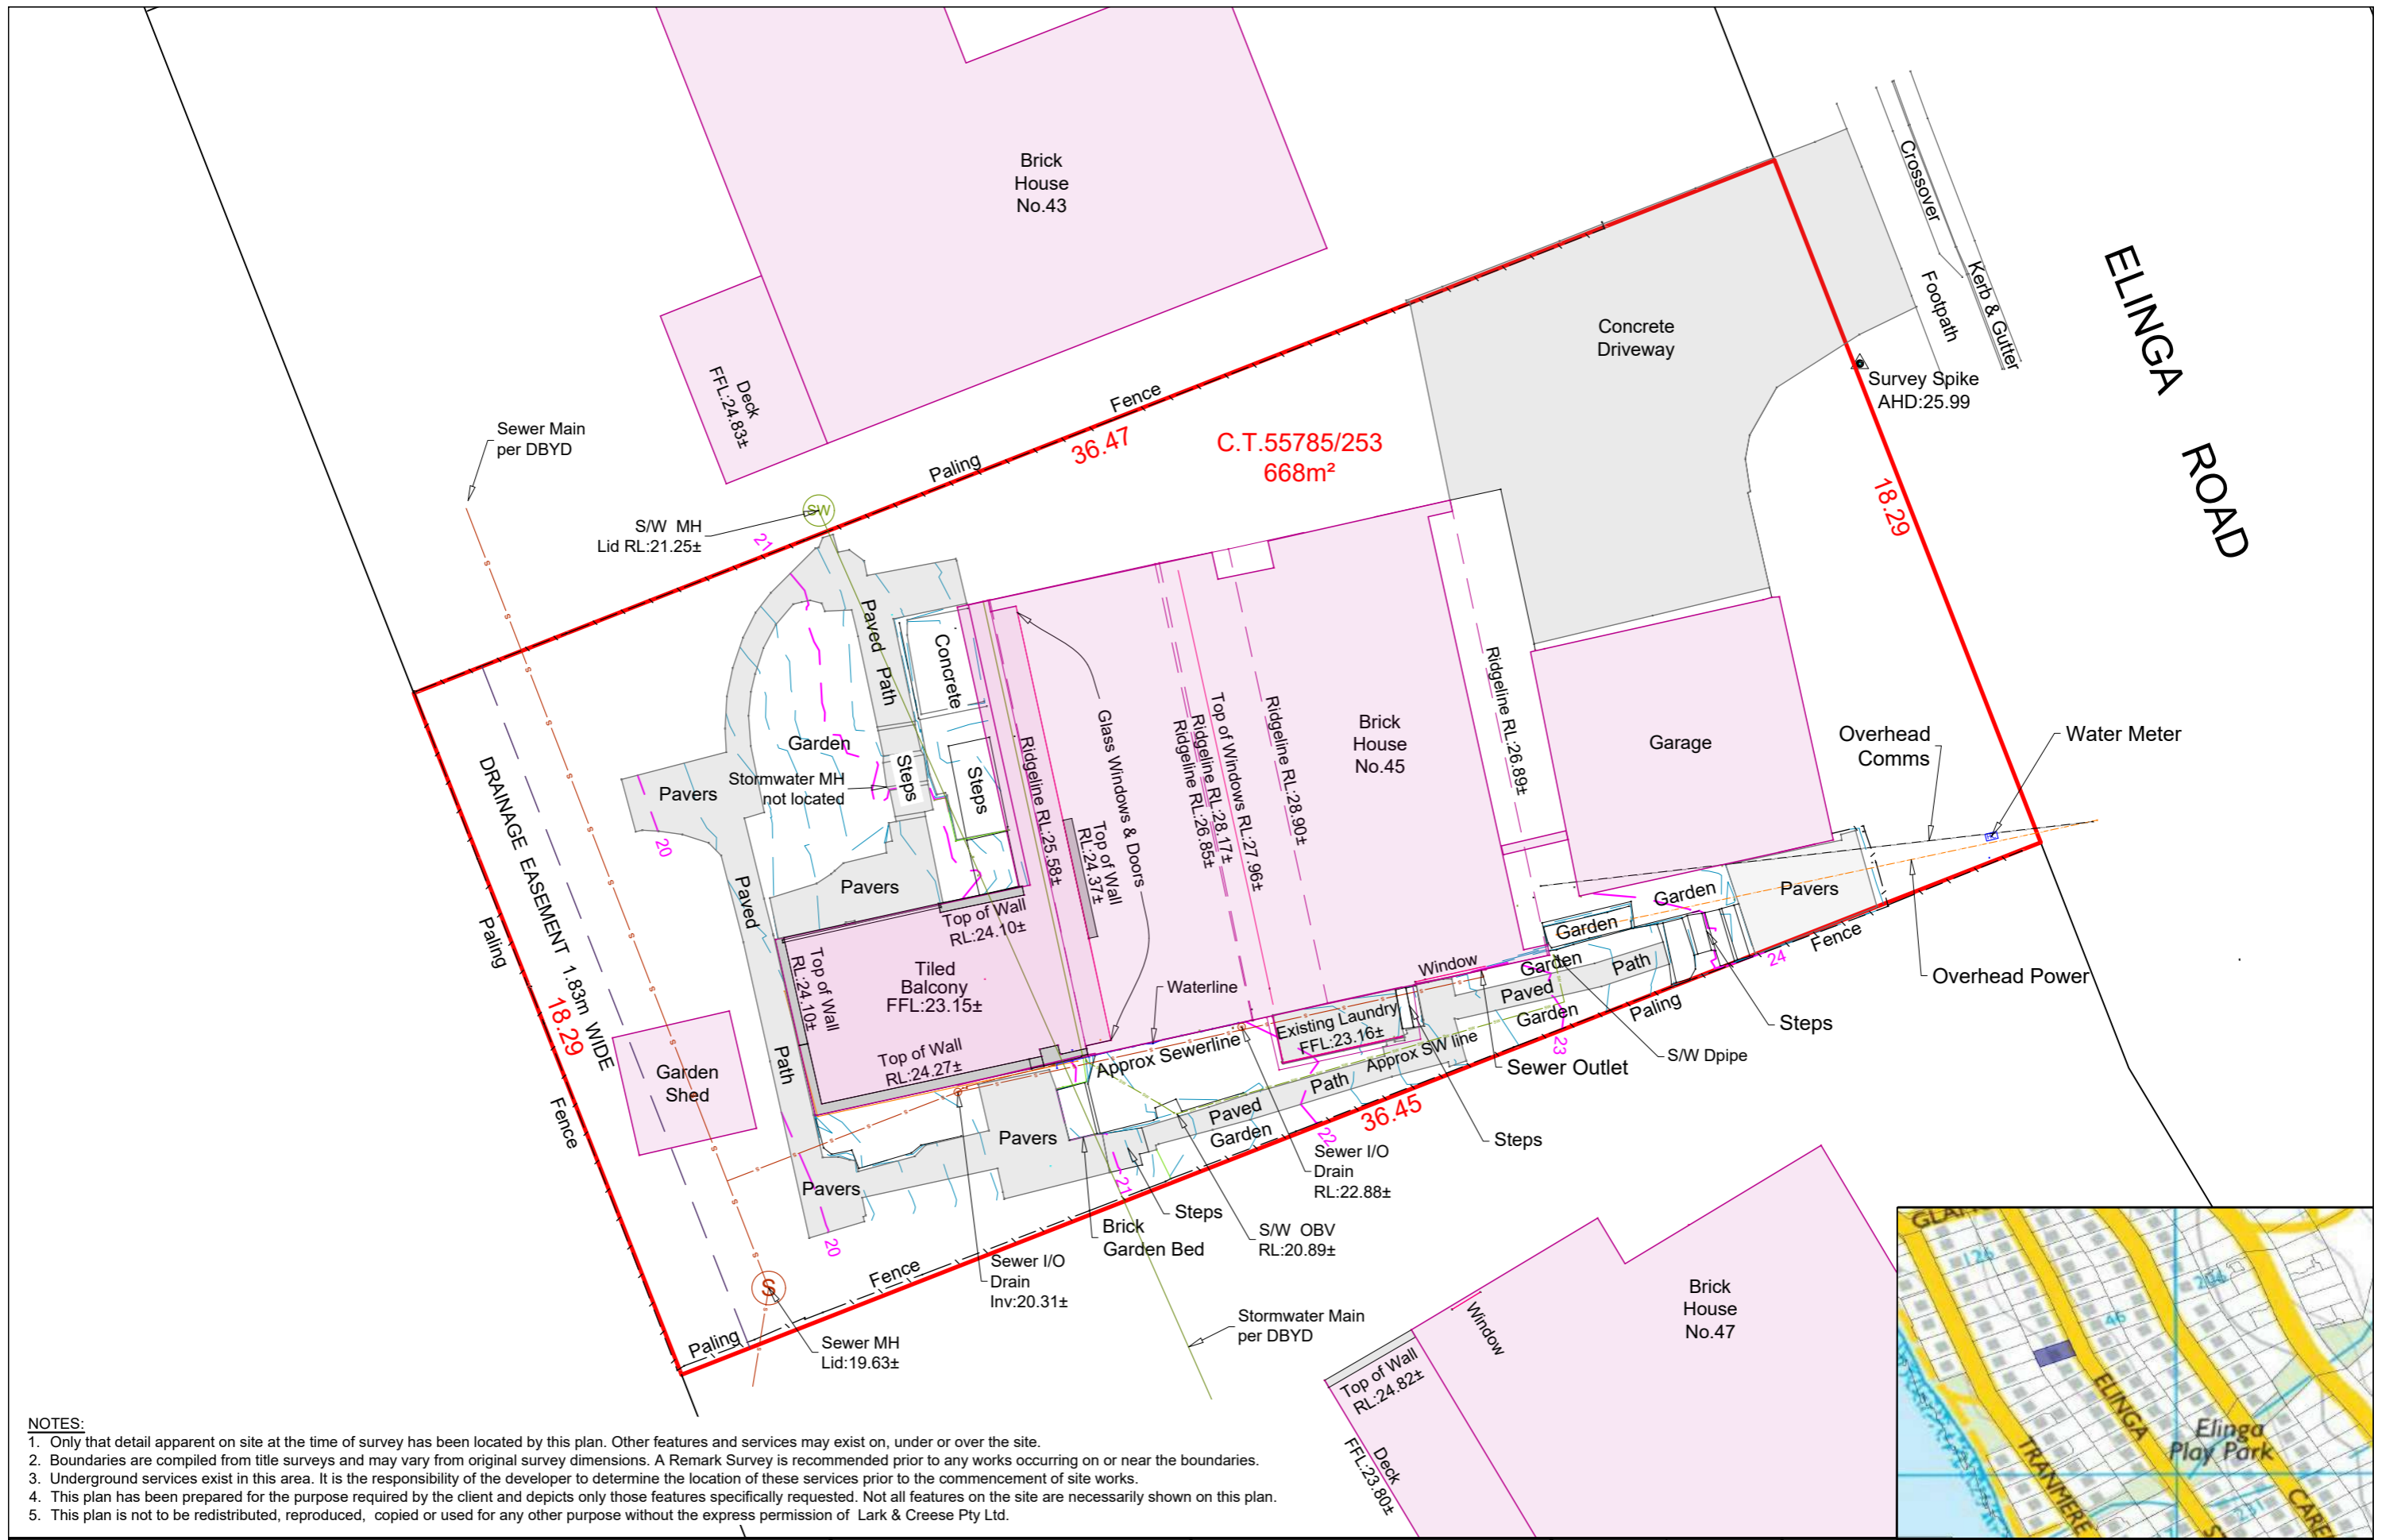 Brick
House
No.43
Crossover
Kerb & Gutter
Footpath
ELINGA
ROAD
Concrete
Driveway
Survey Spike
AHD:25.99
Deck
FFL:24.83±
Fence
36.47
Paling
C.T.55785/253
668m²
18.29
Sewer Main
per DBYD
SW
S/W MH
Lid RL:21.25±
21
Paved Path
Concrete
Garden
Steps
Steps
Stormwater MH
not located
Pavers
20
Pavers
Paved
Path
DRAINAGE EASEMENT 1.83m WIDE
Paling
18.29
Fence
Garden
Shed
Ridgeline RL:25.58±
Glass Windows & Doors
Top of Wall
RL:24.37±
Top of Windows RL:27.96±
Ridgeline RL:28.17±
Ridgeline RL:26.85±
Ridgeline RL:28.90±
Brick
House
No.45
Ridgeline RL:26.89±
Garage
Overhead
Comms
Water Meter
Top of Wall
RL:24.10±
Top of Wall
RL:24.10±
Tiled
Balcony
FFL:23.15±
Top of Wall
RL:24.27±
Waterline
Approx Sewerline
Existing Laundry
FFL:23.16±
Window
Garden
Garden
Garden
Pavers
Path
Paved
Garden
Paling
Fence
24
Overhead Power
Steps
S/W Dpipe
23
Sewer Outlet
Approx SW line
Path
Paved
Garden
36.45
22
Steps
Sewer I/O
Drain
RL:22.88±
Pavers
Pavers
21
20
Steps
S/W OBV
RL:20.89±
Brick
Garden Bed
Sewer I/O
Drain
Inv:20.31±
Fence
Paling
S
Sewer MH
Lid:19.63±
Stormwater Main
per DBYD
Window
Top of Wall
RL:24.82±
Deck
FFL:23.80±
Brick
House
No.47
126
46
ELINGA
Elinga
Play Park
TRANMERE
NOTES:
1. Only that detail apparent on site at the time of survey has been located by this plan. Other features and services may exist on, under or over the site.
2. Boundaries are compiled from title surveys and may vary from original survey dimensions. A Remark Survey is recommended prior to any works occurring on or near the boundaries.
3. Underground services exist in this area. It is the responsibility of the developer to determine the location of these services prior to the commencement of site works.
4. This plan has been prepared for the purpose required by the client and depicts only those features specifically requested. Not all features on the site are necessarily shown on this plan.
5. This plan is not to be redistributed, reproduced, copied or used for any other purpose without the express permission of Lark & Creese Pty Ltd.